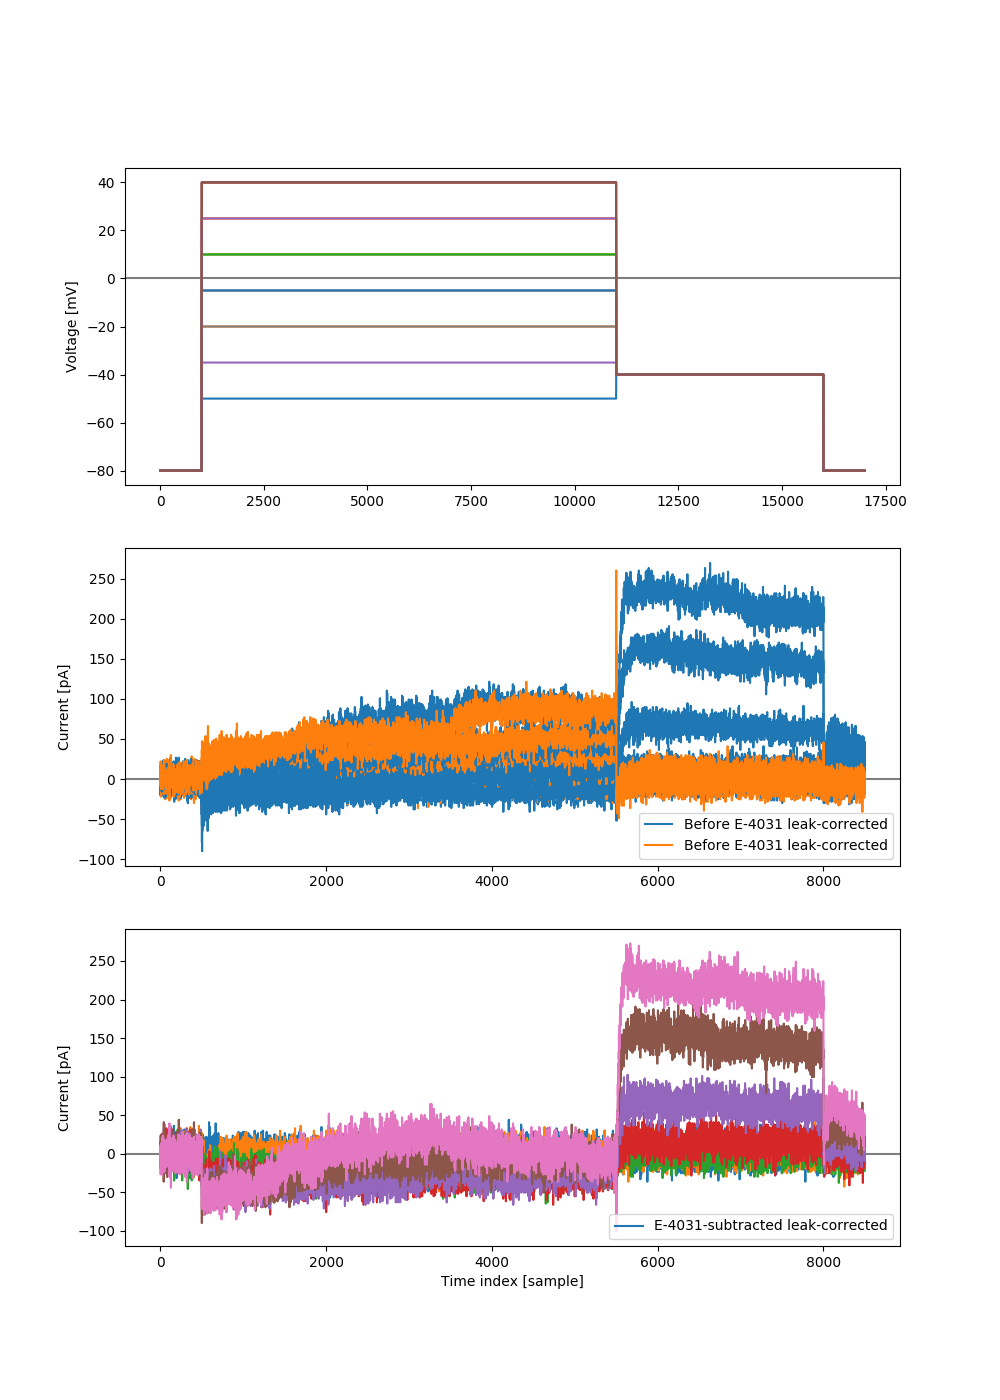 40
20
0
−20
−40
−60
−80
Voltage [mV]
0 2500 5000 7500 10000 12500 15000 17500
250
200
150
100
50
0
−50
−100
Current [pA]
Before E-4031 leak-corrected
Before E-4031 leak-corrected
0 2000 4000 6000 8000
250
200
150
100
50
0
−50
−100
Current [pA]
E-4031-subtracted leak-corrected
0 2000 4000 6000 8000
Time index [sample]